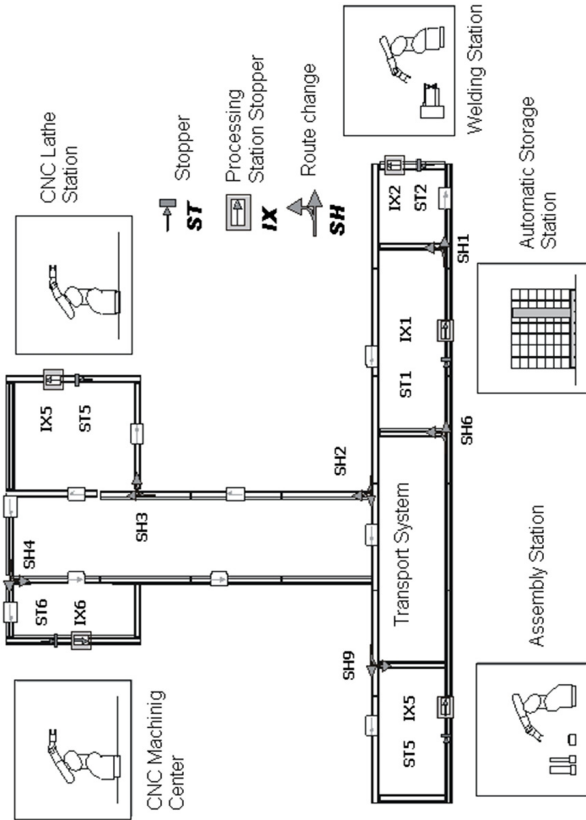 CNC Machinig
Center
CNC Lathe
Station
ST6
IX6
SH4
IX5
ST5
SH3
ST
Stopper
IX
Processing
Station Stopper
SH
Route change
SH9
SH2
ST5
IX5
Transport System
ST1
IX1
IX2
ST2
SH6
SH1
Assembly Station
Automatic Storage
Station
Welding Station